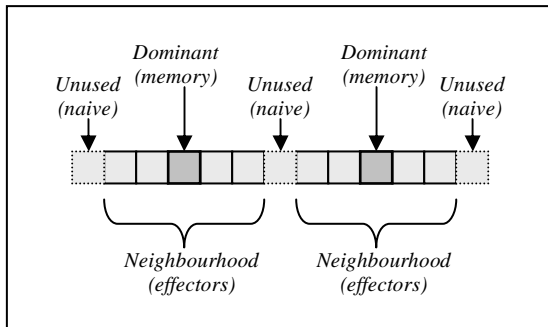 Dominant
(memory)
Dominant
(memory)
Unused
(naive)
Unused
(naive)
Unused
(naive)
Neighbourhood
(effectors)
Neighbourhood
(effectors)